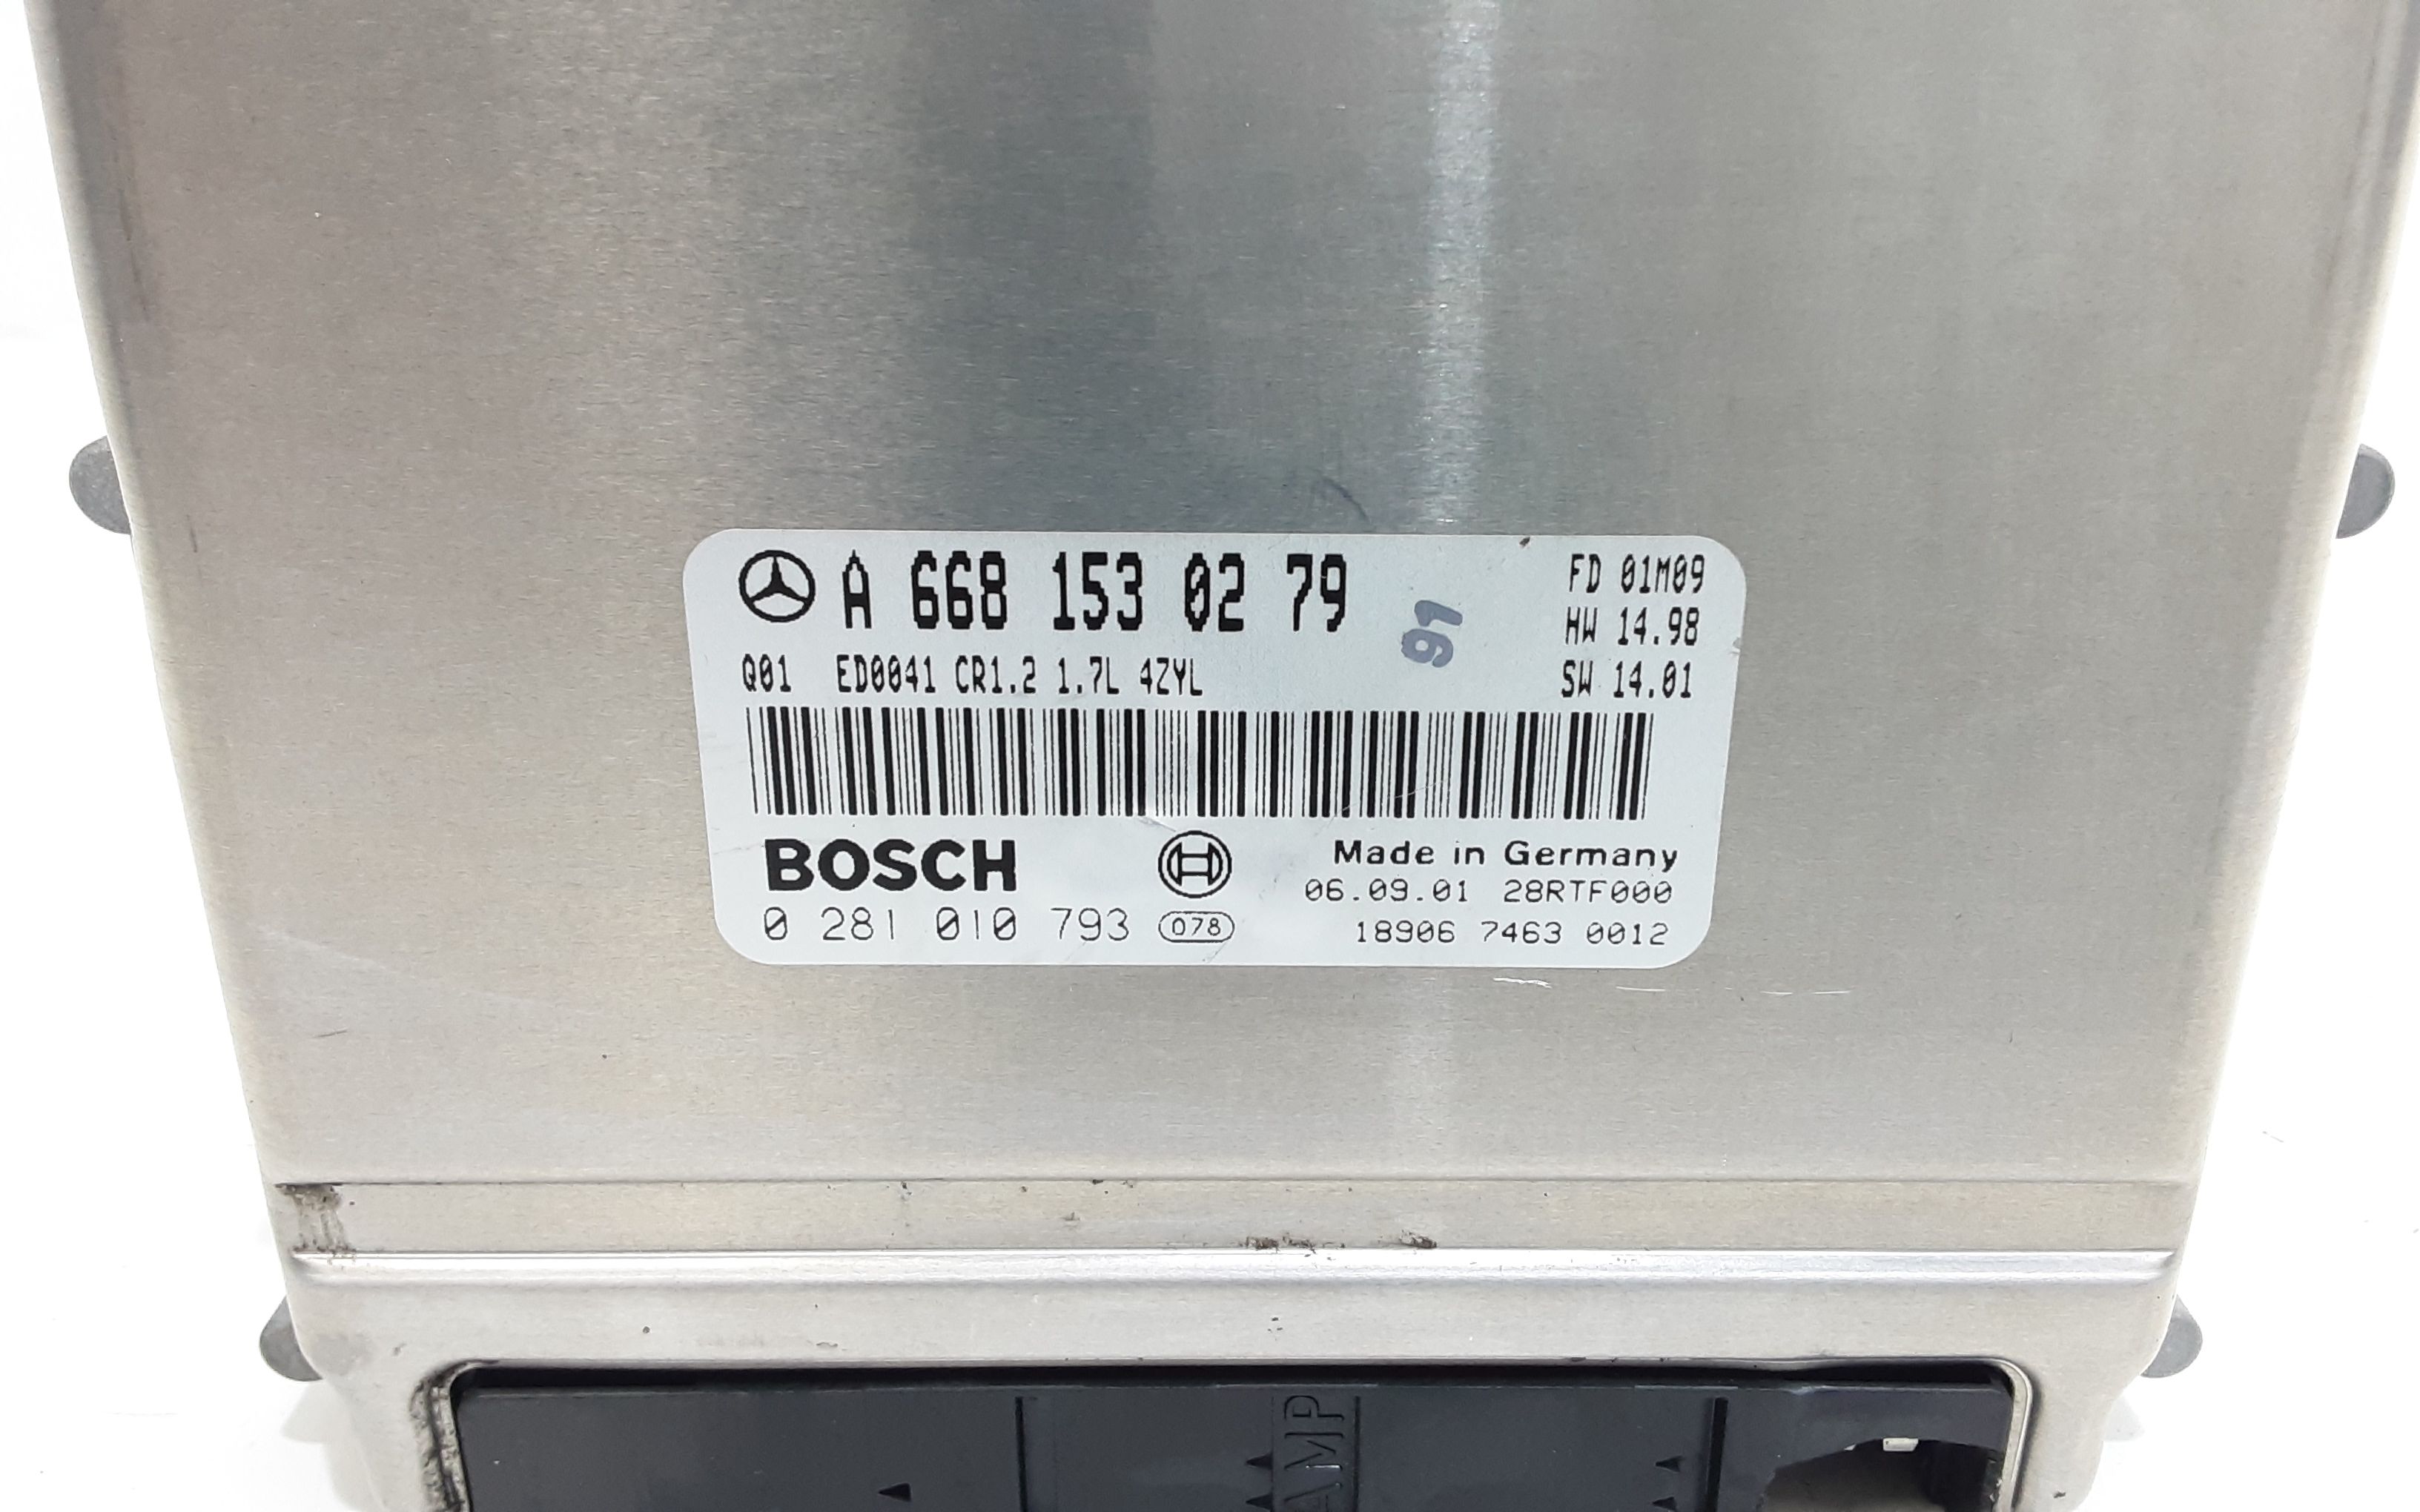 A 668 153 02 79
FD 01M09
HW 14.98
91
Q01 ED0041 CR1.2 1.7L 4ZYL
SW 14.01
BOSCH
Made in Germany
06.09.01 28RTF000
0 281 010 793 078
18906 7463 0012
AMP